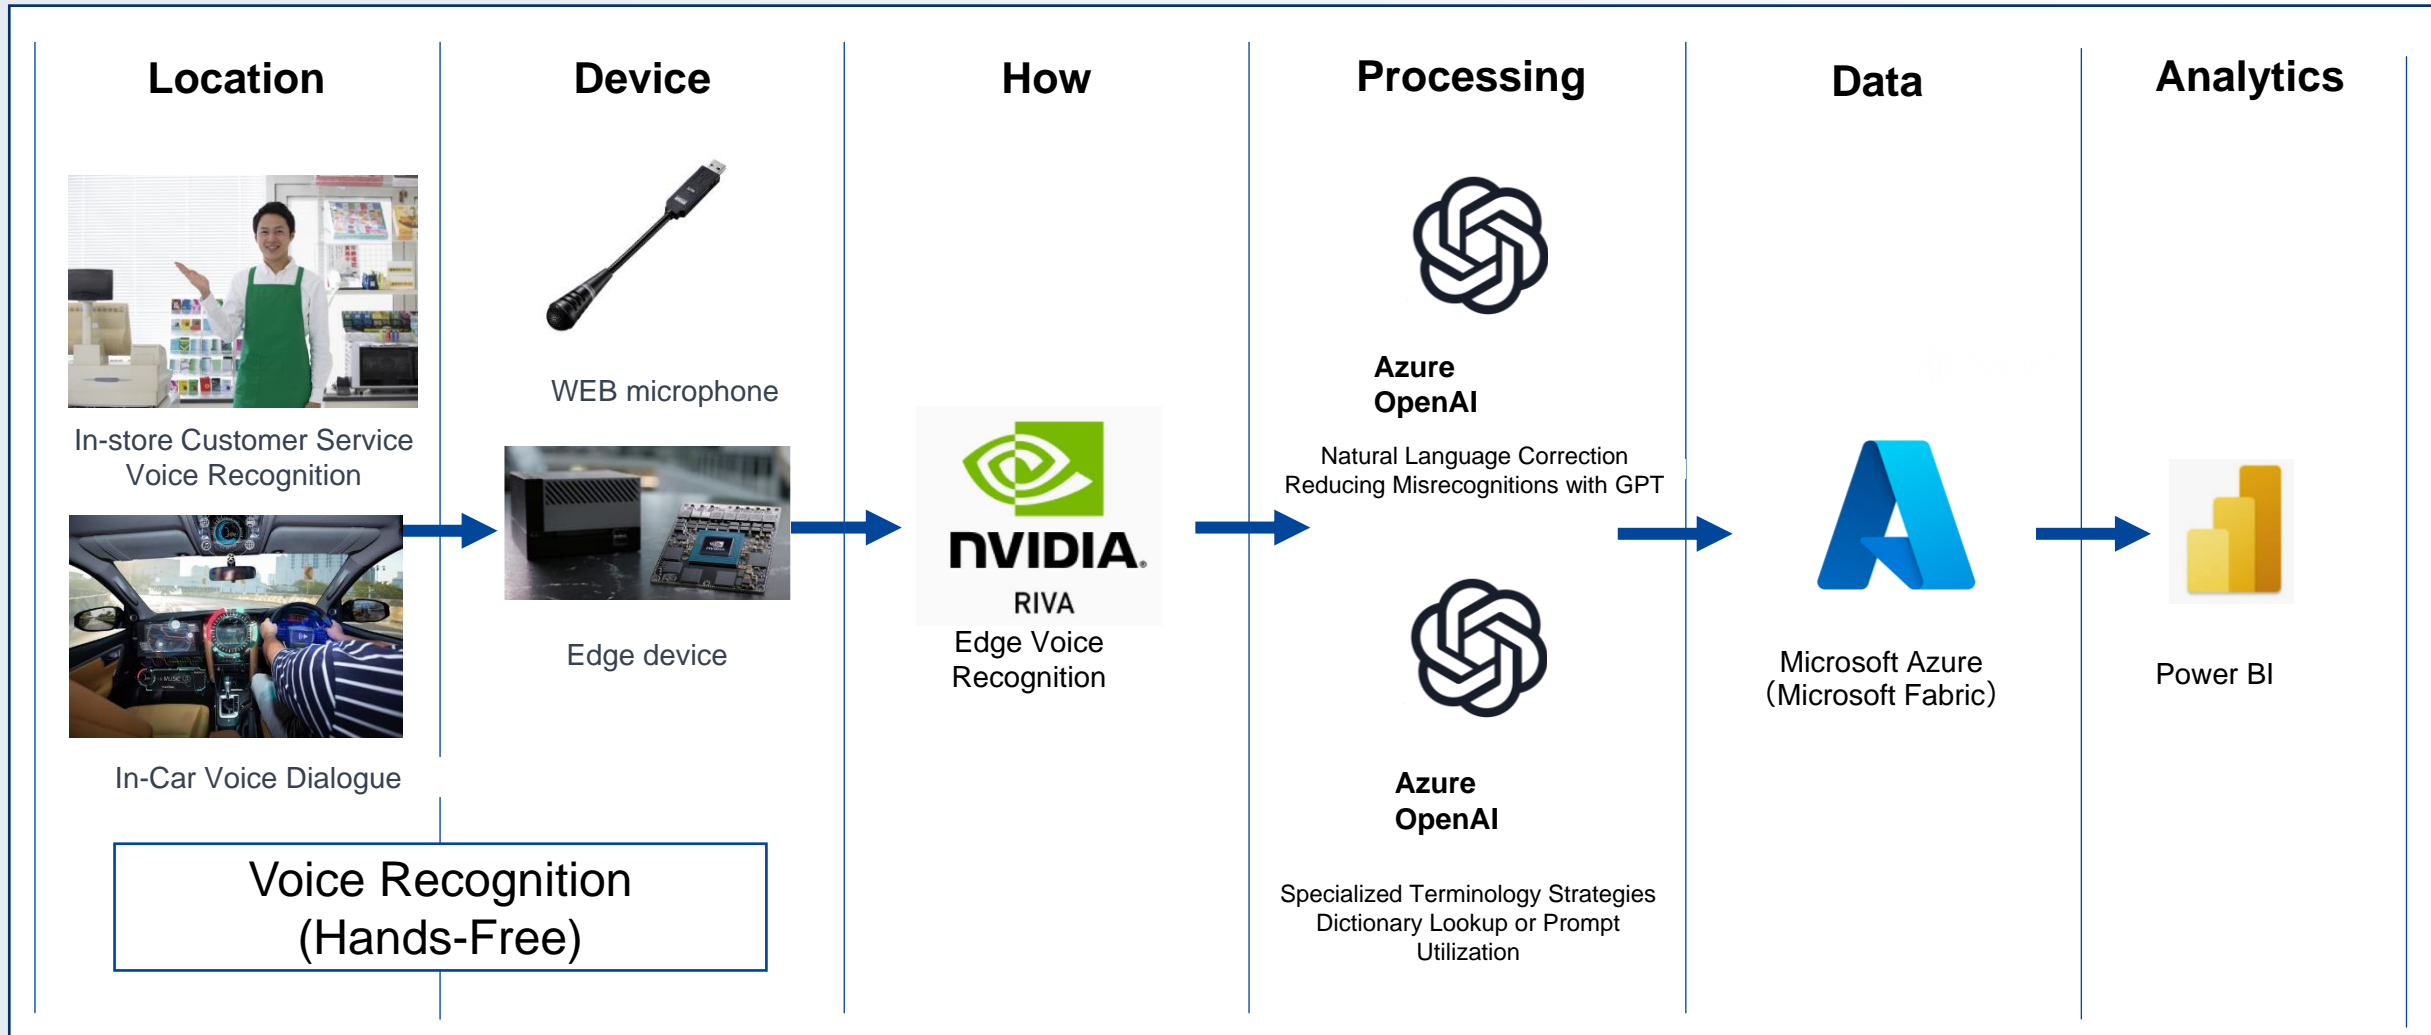 Location
Device
How
Processing
Data
Analytics
In-store Customer Service
Voice Recognition
In-Car Voice Dialogue
WEB microphone
Edge device
NVIDIA.
RIVA
Edge Voice
Recognition
Azure
OpenAI
Natural Language Correction
Reducing Misrecognitions with GPT
Azure
OpenAI
Specialized Terminology Strategies
Dictionary Lookup or Prompt
Utilization
Microsoft Azure
（Microsoft Fabric）
Power BI
Voice Recognition
(Hands-Free)
MUSIC
NVIDIA